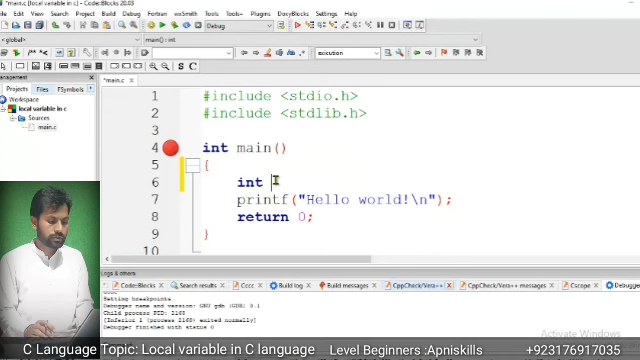 *main.c [local variable in c] - Code::Blocks 20.03
File Edit View Search Project Build Debug Fortran wxSmith Tools Tools+ Plugins DoxyBlocks Settings Help
Debug
<global> main() : int
exicution
Management
Projects Files FSymbols
Workspace
local variable in c
Sources
main.c
*main.c
1 #include <stdio.h>
2 #include <stdlib.h>
3
4 int main()
5 {
6 int
7 printf("Hello world!\n");
8 return 0;
9 }
10
Logs & others
Code::Blocks Search results Cccc Build log Build messages CppCheck/Vera++ CppCheck/Vera++ messages Cscope Debugger
Setting breakpoints
Debugger name and version: GNU gdb (GDB) 8.1
Child process PID: 2168
[Inferior 1 (process 2168) exited normally]
Debugger finished with status 0
Activate Windows
C Language Topic: Local variable in C language Level Beginners :Apniskills +923176917035